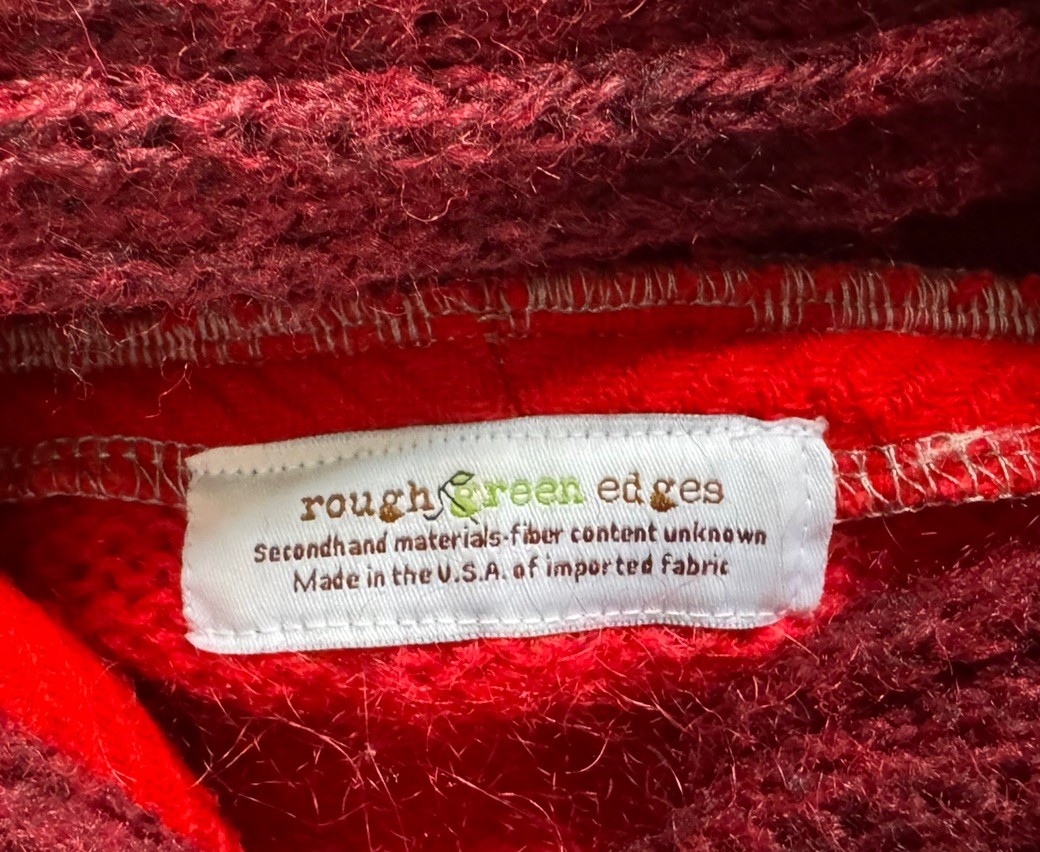 rough green edges
Secondhand materials-fiber content unknown
Made in the U.S.A. of imported fabric